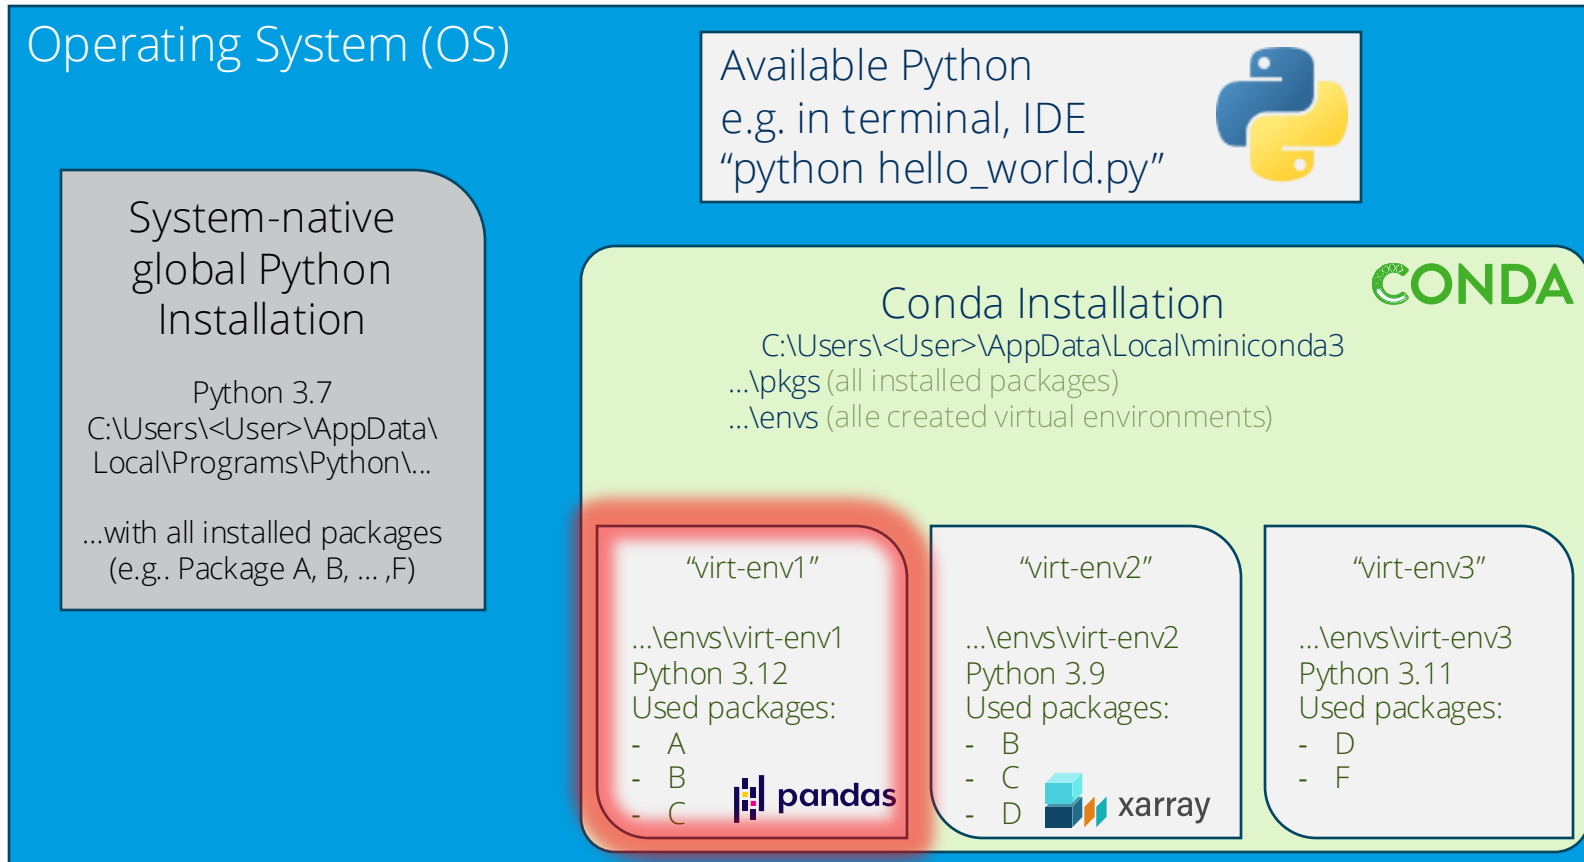 Operating System (OS)
Available Python
e.g. in terminal, IDE
“python hello_world.py”
System-native
global Python
Installation
Python 3.7
C:\Users\<User>\AppData\
Local\Programs\Python\...
...with all installed packages
(e.g.. Package A, B, ... ,F)
CONDA
Conda Installation
C:\Users\<User>\AppData\Local\miniconda3
...\pkgs (all installed packages)
...\envs (alle created virtual environments)
“virt-env1”
...\envs\virt-env1
Python 3.12
Used packages:
- A
- B
- C
pandas
“virt-env2”
...\envs\virt-env2
Python 3.9
Used packages:
- B
- C
- D
xarray
“virt-env3”
...\envs\virt-env3
Python 3.11
Used packages:
- D
- F